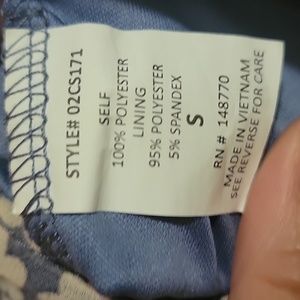 STYLE# 02CS171
SELF
100% POLYESTER
LINING
95% POLYESTER
5% SPANDEX
S
RN # 148770
MADE IN VIETNAM
SEE REVERSE FOR CARE